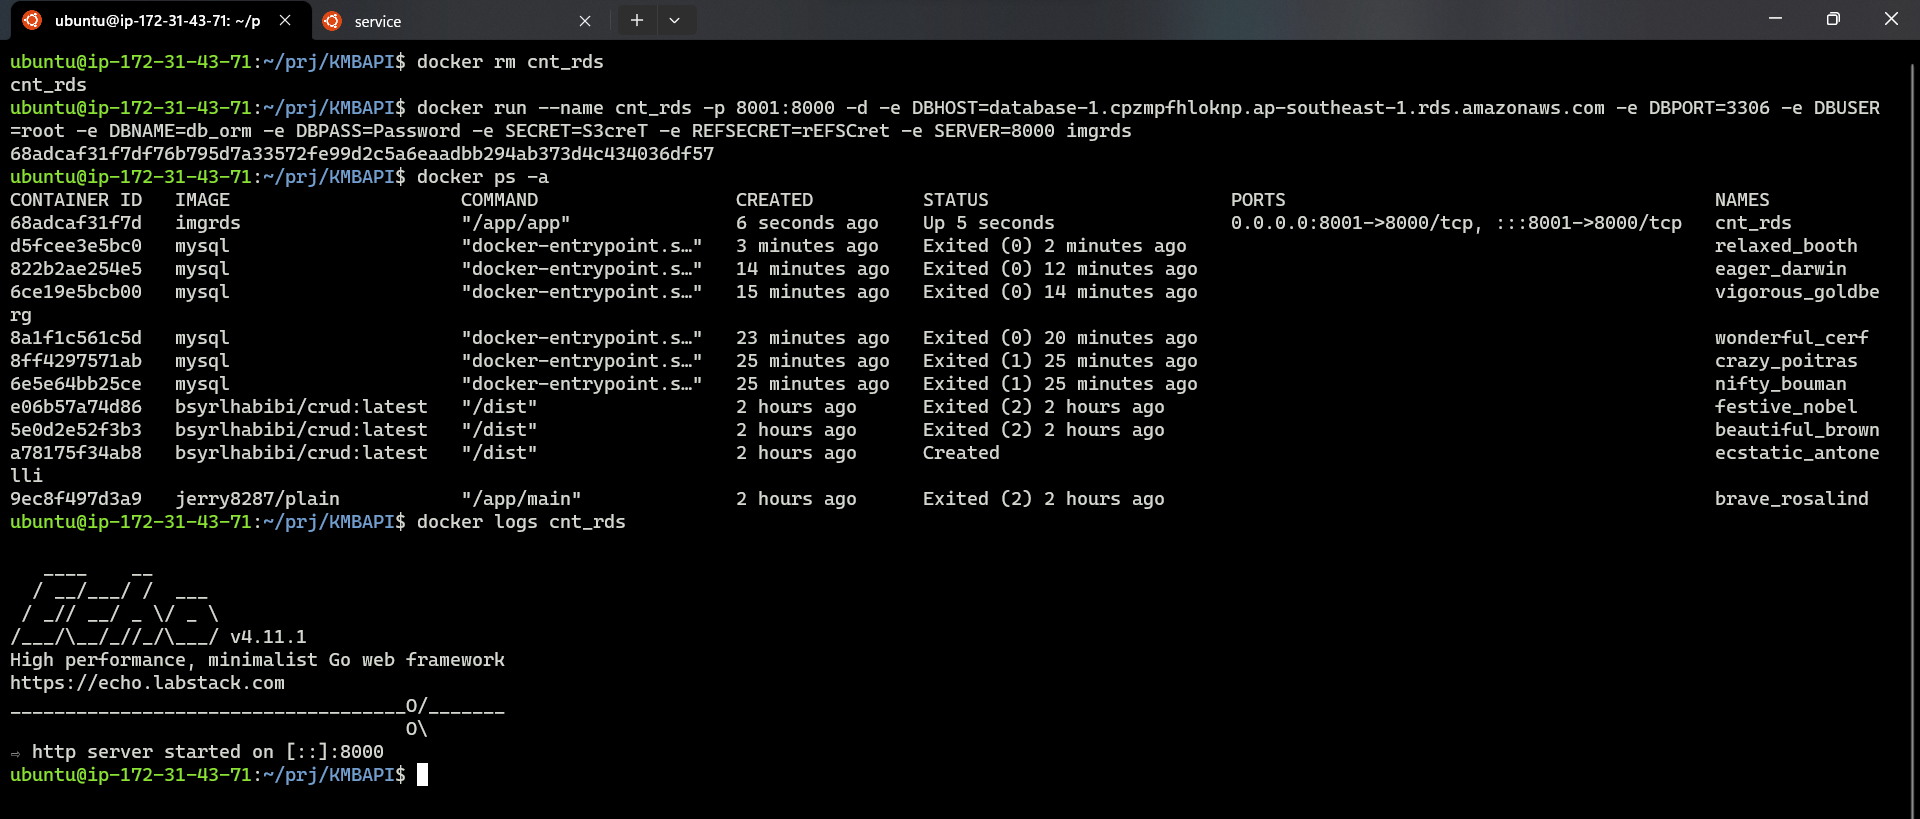 ubuntu@ip-172-31-43-71: ~/p
service
ubuntu@ip-172-31-43-71:~/prj/KMBAPI$ docker rm cnt_rds
cnt_rds
ubuntu@ip-172-31-43-71:~/prj/KMBAPI$ docker run --name cnt_rds -p 8001:8000 -d -e DBHOST=database-1.cpzmpfhloknp.ap-southeast-1.rds.amazonaws.com -e DBPORT=3306 -e DBUSER
=root -e DBNAME=db_orm -e DBPASS=Password -e SECRET=S3creT -e REFSECRET=rEFSCret -e SERVER=8000 imgrds
68adcaf31f7df76b795d7a33572fe99d2c5a6eaadbb294ab373d4c434036df57
ubuntu@ip-172-31-43-71:~/prj/KMBAPI$ docker ps -a
CONTAINER ID   IMAGE                     COMMAND                  CREATED          STATUS                      PORTS                                       NAMES
68adcaf31f7d   imgrds                    "/app/app"               6 seconds ago    Up 5 seconds                0.0.0.0:8001->8000/tcp, :::8001->8000/tcp   cnt_rds
d5fcee3e5bc0   mysql                     "docker-entrypoint.s…"   3 minutes ago    Exited (0) 2 minutes ago                                                relaxed_booth
822b2ae254e5   mysql                     "docker-entrypoint.s…"   14 minutes ago   Exited (0) 12 minutes ago                                               eager_darwin
6ce19e5bcb00   mysql                     "docker-entrypoint.s…"   15 minutes ago   Exited (0) 14 minutes ago                                               vigorous_goldbe
rg
8a1f1c561c5d   mysql                     "docker-entrypoint.s…"   23 minutes ago   Exited (0) 20 minutes ago                                               wonderful_cerf
8ff4297571ab   mysql                     "docker-entrypoint.s…"   25 minutes ago   Exited (1) 25 minutes ago                                               crazy_poitras
6e5e64bb25ce   mysql                     "docker-entrypoint.s…"   25 minutes ago   Exited (1) 25 minutes ago                                               nifty_bouman
e06b57a74d86   bsyrlhabibi/crud:latest   "/dist"                  2 hours ago      Exited (2) 2 hours ago                                                  festive_nobel
5e0d2e52f3b3   bsyrlhabibi/crud:latest   "/dist"                  2 hours ago      Exited (2) 2 hours ago                                                  beautiful_brown
a78175f34ab8   bsyrlhabibi/crud:latest   "/dist"                  2 hours ago      Created                                                                 ecstatic_antone
lli
9ec8f497d3a9   jerry8287/plain           "/app/main"              2 hours ago      Exited (2) 2 hours ago                                                  brave_rosalind
ubuntu@ip-172-31-43-71:~/prj/KMBAPI$ docker logs cnt_rds
   ____    __
  / __/___/ /  ___
 / _// __/ _ \/ _ \
/___/\__/_//_/\___/ v4.11.1
High performance, minimalist Go web framework
https://echo.labstack.com
____________________________________O/_______
                                    O\
⇨ http server started on [::]:8000
ubuntu@ip-172-31-43-71:~/prj/KMBAPI$